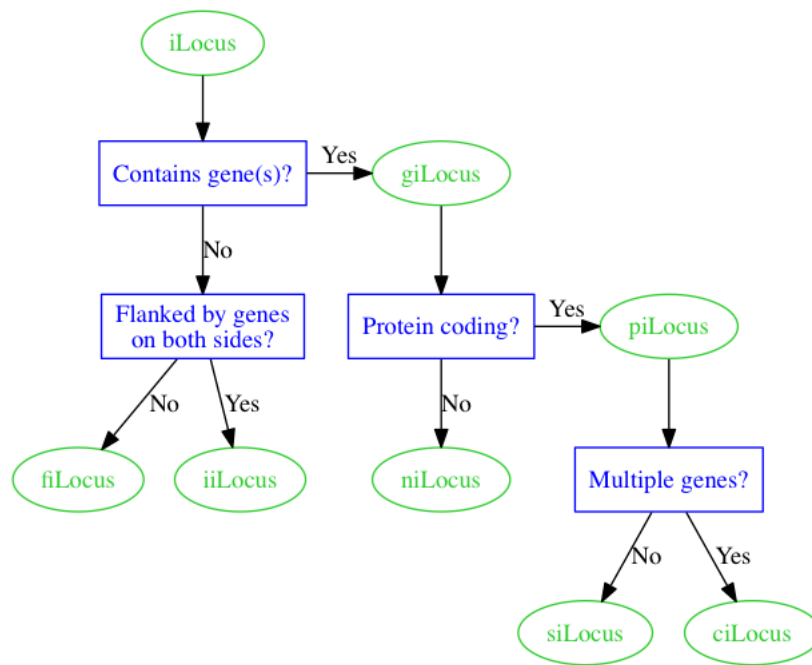 iLocus
Contains gene(s)?
Yes
giLocus
No
Flanked by genes
on both sides?
Protein coding?
Yes
piLocus
No
Yes
No
fiLocus
iiLocus
niLocus
Multiple genes?
No
Yes
siLocus
ciLocus